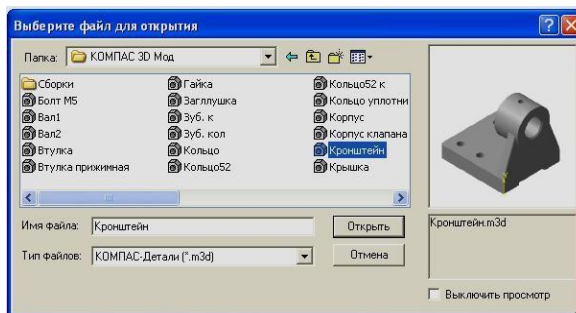 Выберите файл для открытия
Папка: КОМПАС 3D Мод
Сборки
Болт М5
Вал1
Вал2
Втулка
Втулка прижимная
Гайка
Загллушка
Зуб. к
Зуб. кол
Кольцо
Кольцо52
Кольцо52 к
Кольцо уплотни
Корпус
Корпус клапана
Кронштейн
Крышка
Имя файла: Кронштейн Открыть
Тип файлов: КОМПАС-Детали (*.m3d) Отмена
Кронштейн.m3d
Выключить просмотр